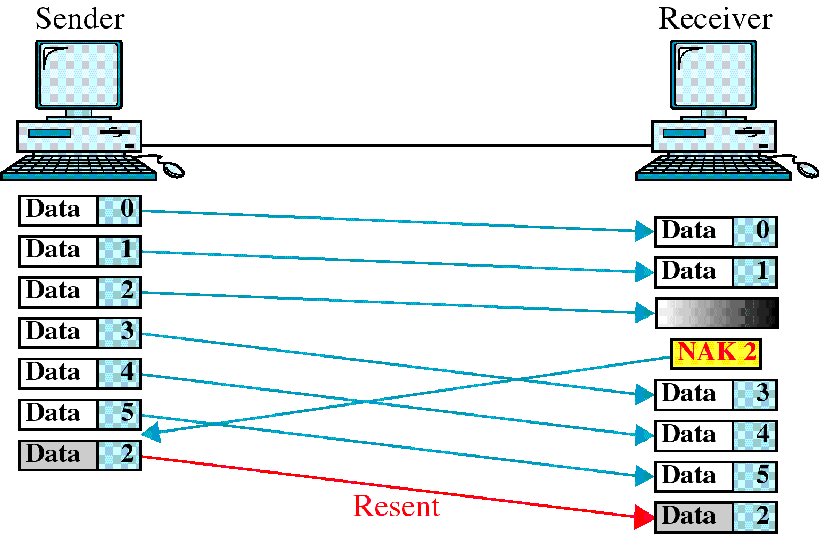 Sender
Receiver
Data 0
Data 1
Data 2
Data 3
Data 4
Data 5
Data 2
Data 0
Data 1
NAK 2
Data 3
Data 4
Data 5
Data 2
Resent